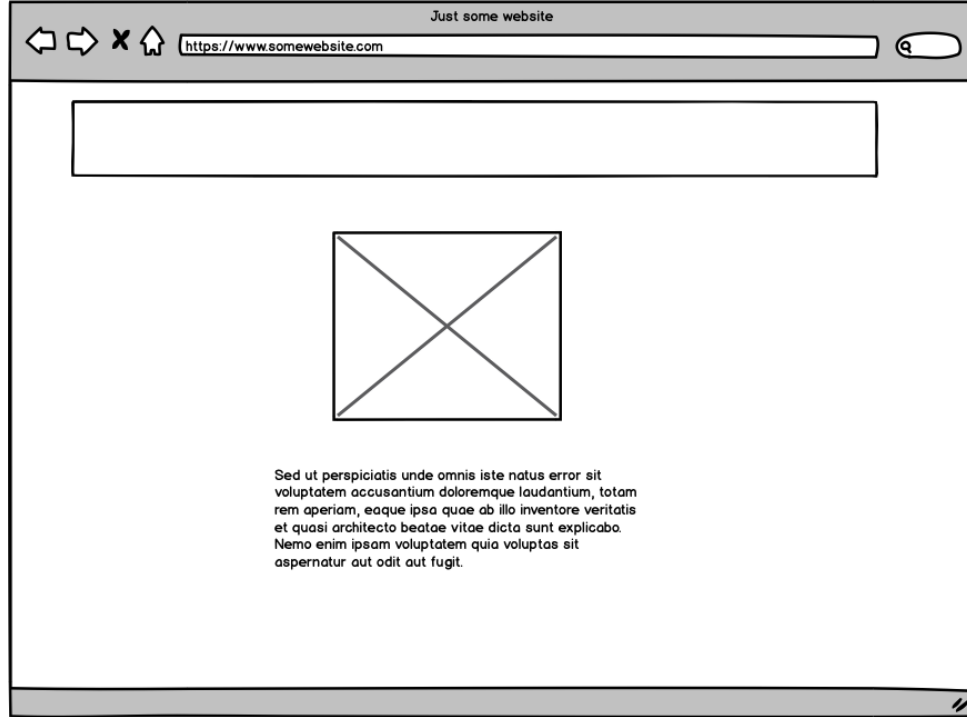 Just some website
https://www.somewebsite.com
Sed ut perspiciatis unde omnis iste natus error sit
voluptatem accusantium doloremque laudantium, totam
rem aperiam, eaque ipsa quae ab illo inventore veritatis
et quasi architecto beatae vitae dicta sunt explicabo.
Nemo enim ipsam voluptatem quia voluptas sit
aspernatur aut odit aut fugit.